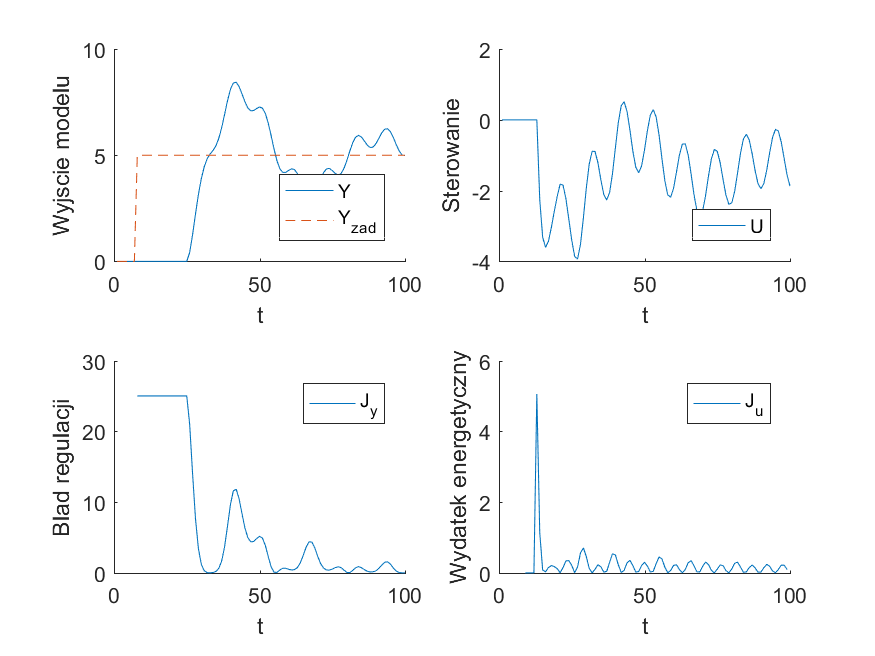 Wyjscie modelu
10
5
0
0
50
100
t
Y
Y_zad
Sterowanie
2
0
-2
-4
0
50
100
t
U
Blad regulacji
30
20
10
0
0
50
100
t
J_y
Wydatek energetyczny
6
4
2
0
0
50
100
t
J_u